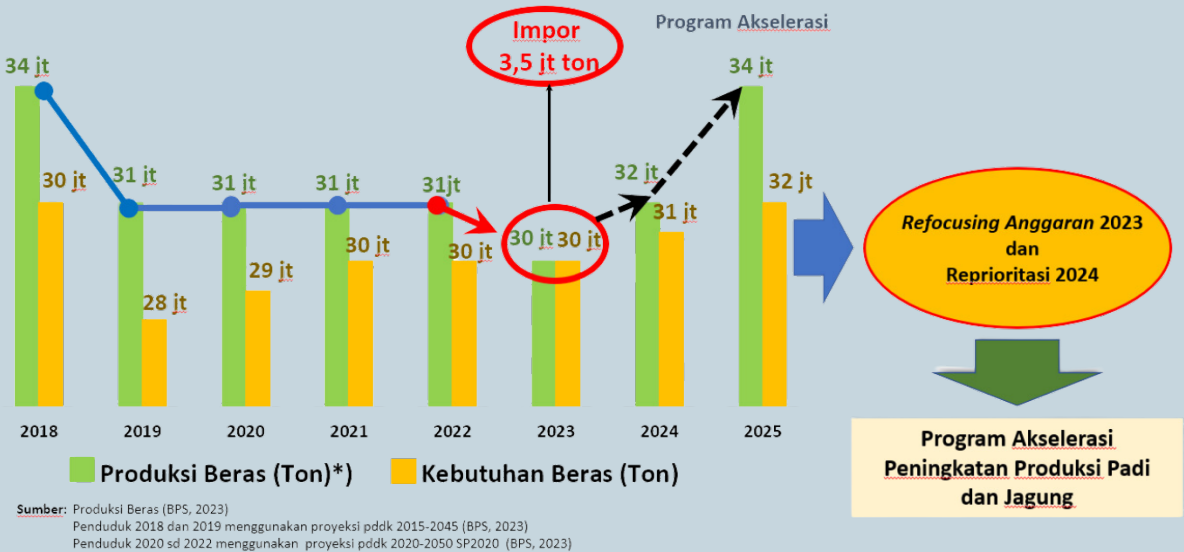 Impor
3,5 jt ton
Program Akselerasi
34 jt
30 jt
31 jt
28 jt
31 jt
29 jt
31 jt
30 jt
31jt
30 jt
30 jt
30 jt
32 jt
31 jt
34 jt
32 jt
2018
2019
2020
2021
2022
2023
2024
2025
Produksi Beras (Ton)*)
Kebutuhan Beras (Ton)
Sumber: Produksi Beras (BPS, 2023)
Penduduk 2018 dan 2019 menggunakan proyeksi pddk 2015-2045 (BPS, 2023)
Penduduk 2020 sd 2022 menggunakan proyeksi pddk 2020-2050 SP2020 (BPS, 2023)
Refocusing Anggaran 2023
dan
Reprioritasi 2024
Program Akselerasi
Peningkatan Produksi Padi
dan Jagung